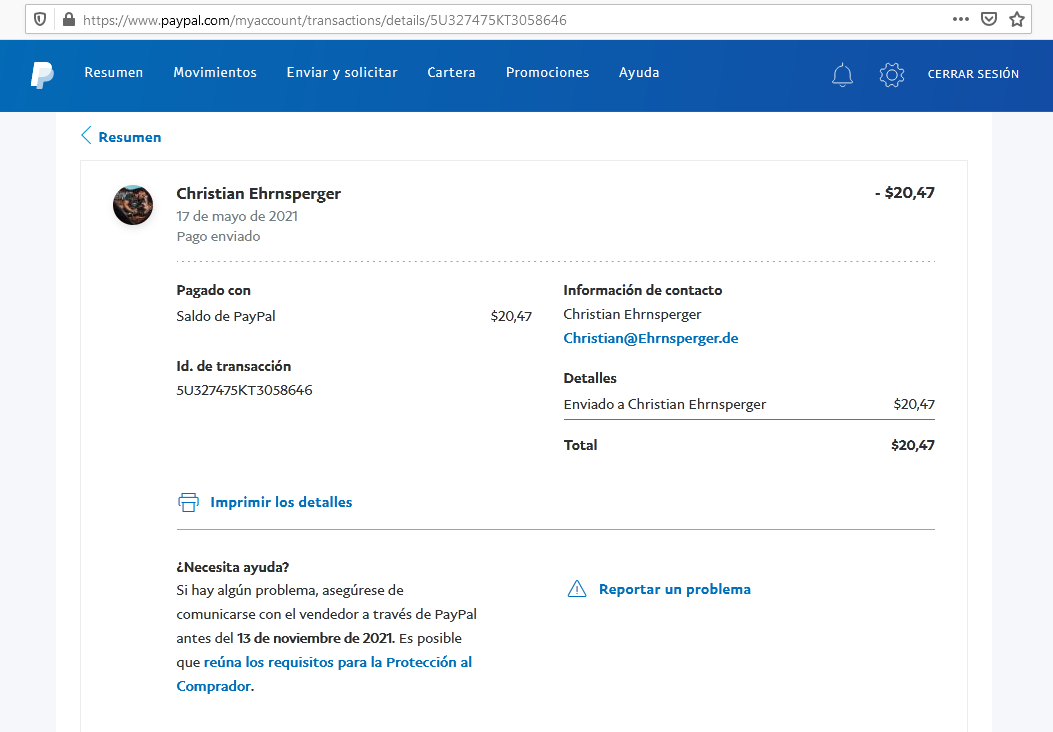 https://www.paypal.com/myaccount/transactions/details/5U327475KT3058646
Resumen
Movimientos
Enviar y solicitar
Cartera
Promociones
Ayuda
CERRAR SESIÓN
Resumen
Christian Ehrnsperger
- $20,47
17 de mayo de 2021
Pago enviado
Pagado con
Saldo de PayPal
$20,47
Id. de transacción
5U327475KT3058646
Información de contacto
Christian Ehrnsperger
Christian@Ehrnsperger.de
Detalles
Enviado a Christian Ehrnsperger
$20,47
Total
$20,47
Imprimir los detalles
¿Necesita ayuda?
Si hay algún problema, asegúrese de
comunicarse con el vendedor a través de PayPal
antes del 13 de noviembre de 2021. Es posible
que reúna los requisitos para la Protección al
Comprador.
Reportar un problema